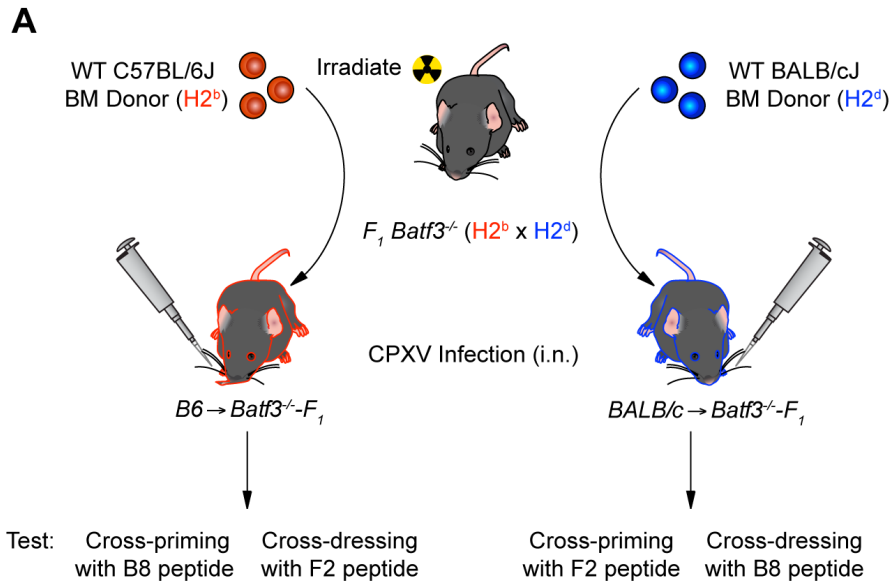 A
WT C57BL/6J
BM Donor (H2ᵇ)
Irradiate
WT BALB/cJ
BM Donor (H2ᵈ)
F₁ Batf3⁻/⁻ (H2ᵇ x H2ᵈ)
CPXV Infection (i.n.)
B6→Batf3⁻/⁻-F₁
BALB/c→Batf3⁻/⁻-F₁
Test:
Cross-priming
with B8 peptide
Cross-dressing
with F2 peptide
Cross-priming
with F2 peptide
Cross-dressing
with B8 peptide